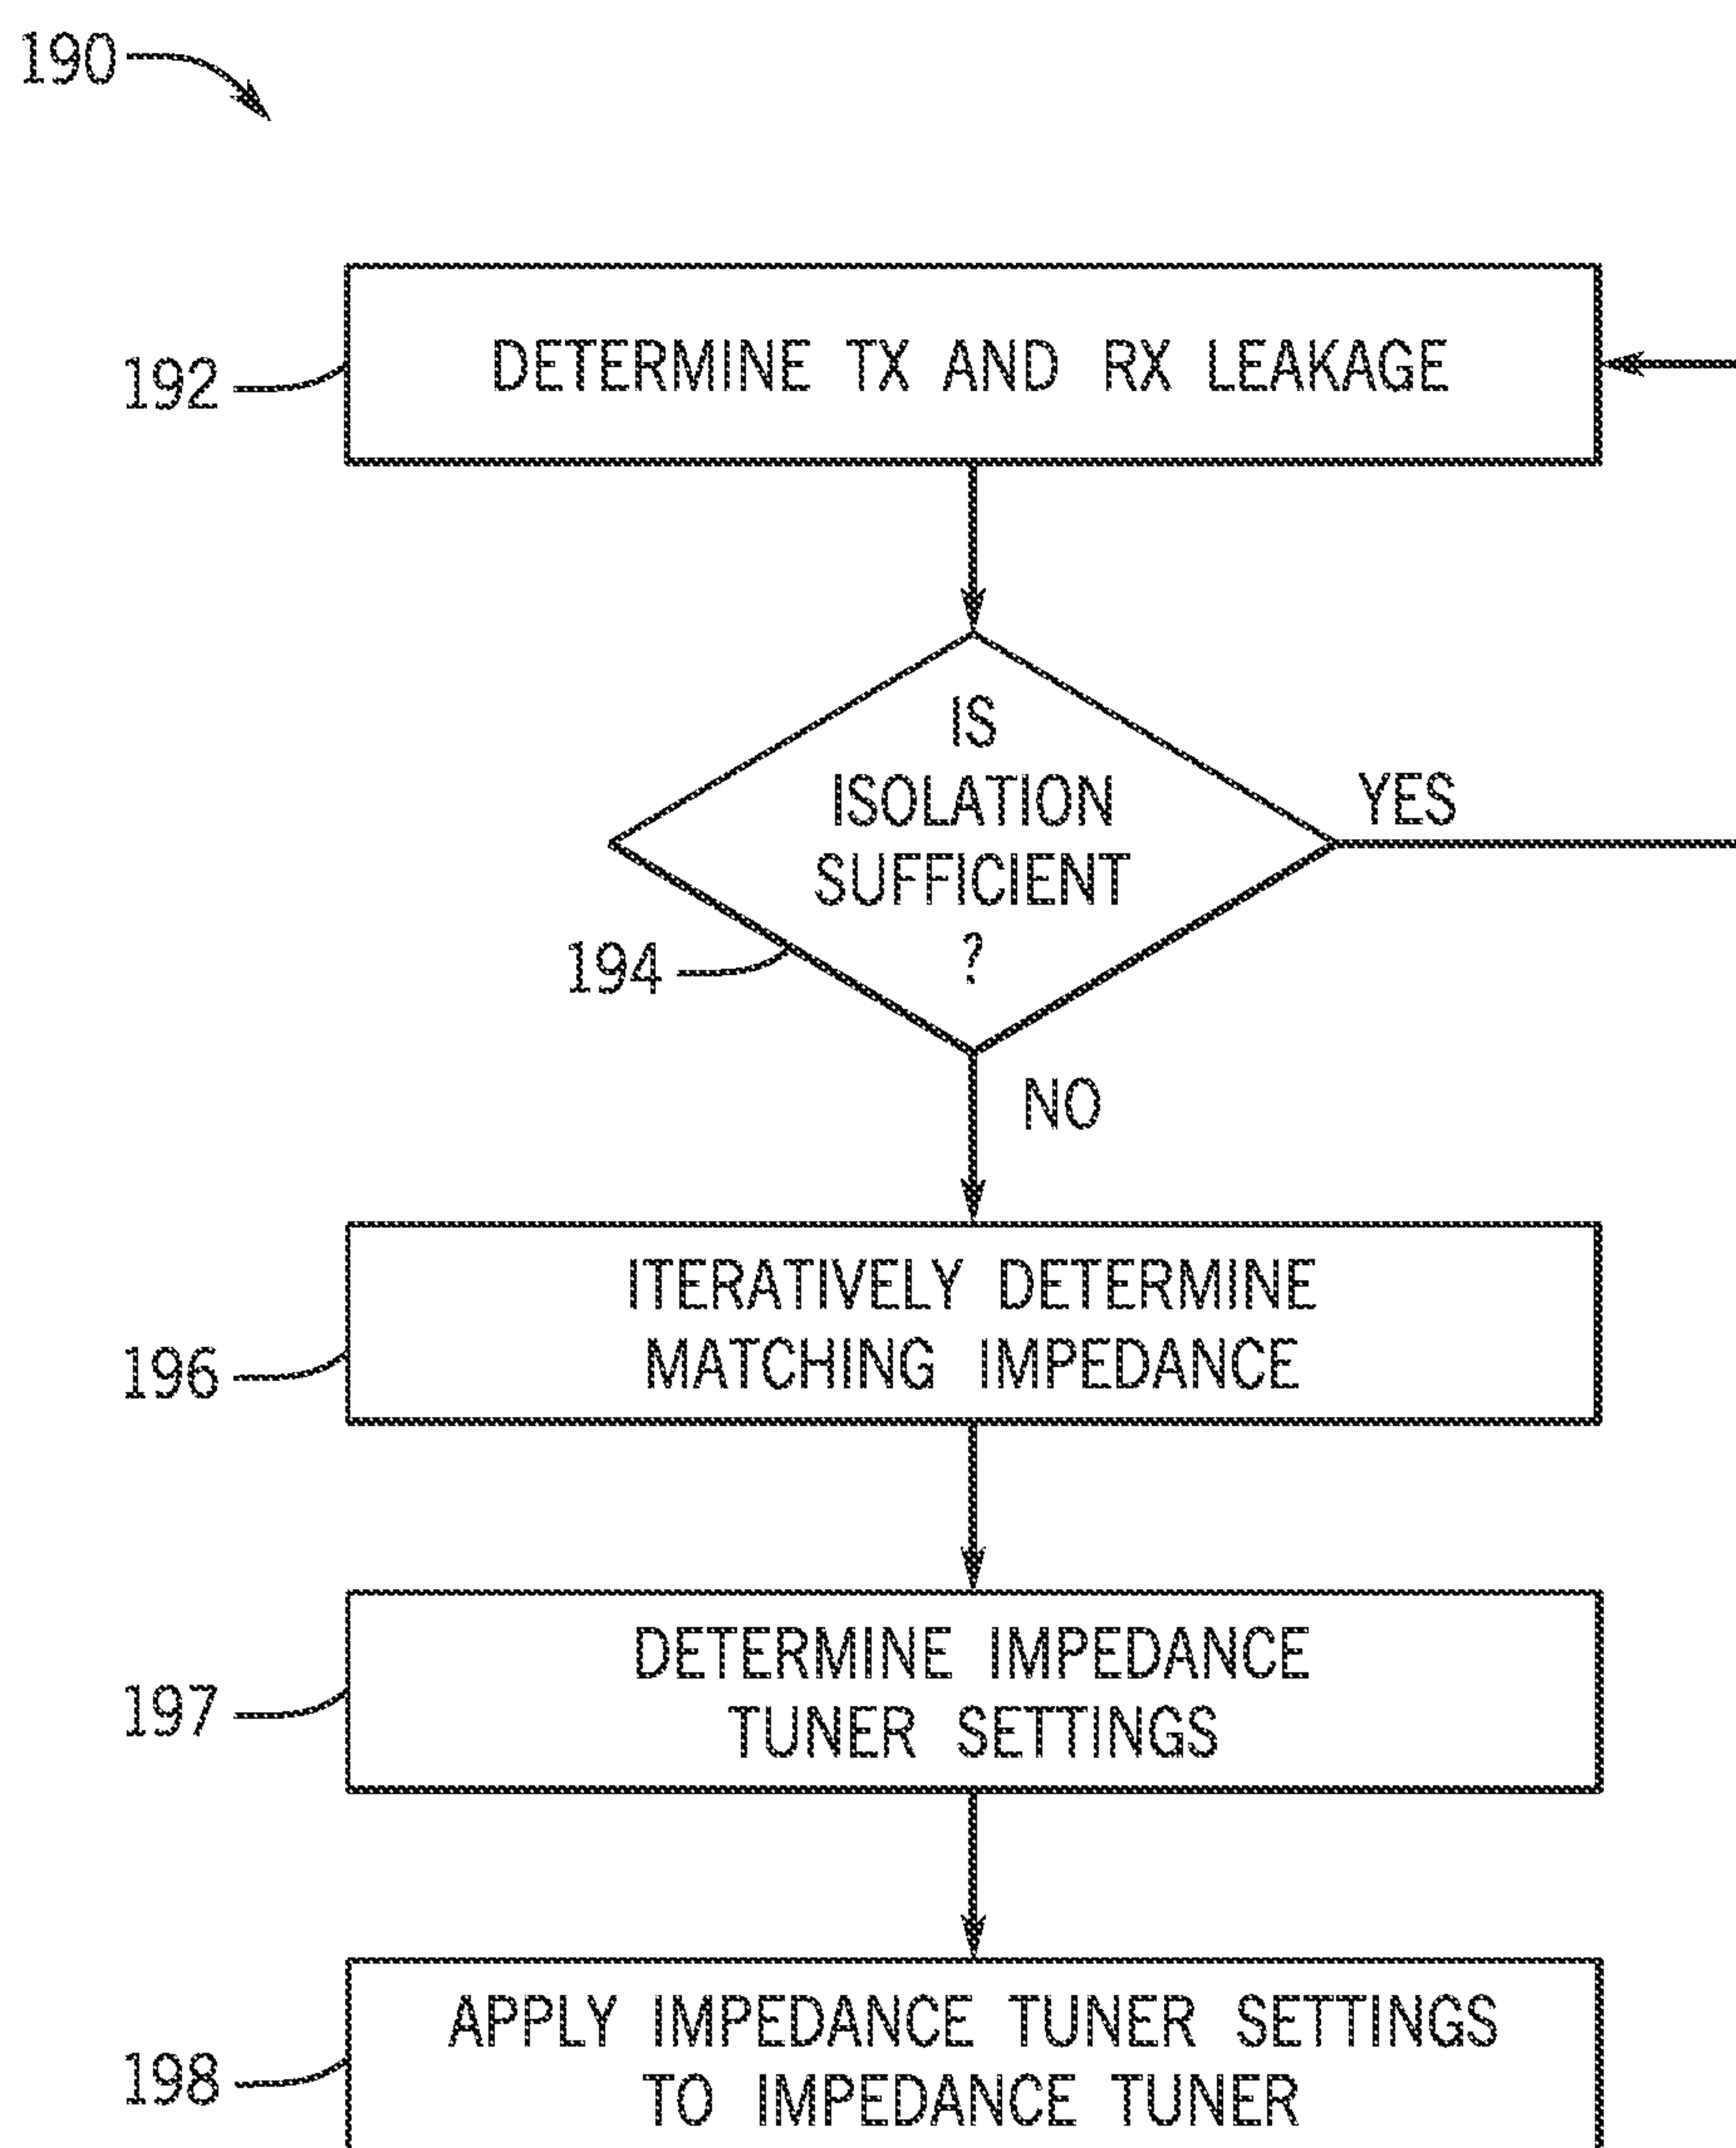 190
192
DETERMINE TX AND RX LEAKAGE
IS
ISOLATION
SUFFICIENT
?
YES
194
NO
ITERATIVELY DETERMINE
MATCHING IMPEDANCE
196
DETERMINE IMPEDANCE
TUNER SETTINGS
197
APPLY IMPEDANCE TUNER SETTINGS
TO IMPEDANCE TUNER
198